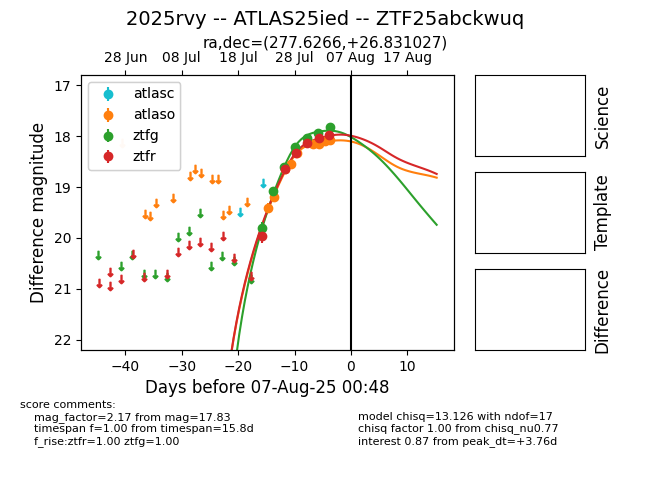 2025rvy -- ATLAS25ied -- ZTF25abckwuq
ra,dec=(277.6266,+26.831027)
28 Jun 08 Jul 18 Jul 28 Jul 07 Aug 17 Aug
atlasc
atlaso
ztfg
ztfr
17
18
19
20
21
22
Difference magnitude
−40 −30 −20 −10 0 10
Days before 07-Aug-25 00:48
Science
Template
Difference
score comments:
mag_factor=2.17 from mag=17.83
timespan f=1.00 from timespan=15.8d
f_rise:ztfr=1.00 ztfg=1.00
model chisq=13.126 with ndof=17
chisq factor 1.00 from chisq_nu0.77
interest 0.87 from peak_dt=+3.76d